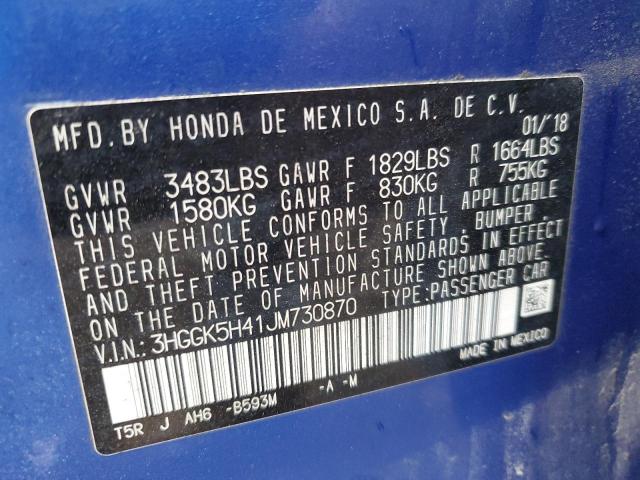 MFD. BY HONDA DE MEXICO S.A. DE C.V.
01/'18
GVWR 3483LBS GAWR F 1829LBS R 1664LBS
GVWR 1580KG GAWR F 830KG R 755KG
THIS VEHICLE CONFORMS TO ALL APPLICABLE
FEDERAL MOTOR VEHICLE SAFETY, BUMPER,
AND THEFT PREVENTION STANDARDS IN EFFECT
ON THE DATE OF MANUFACTURE SHOWN ABOVE.
V.I.N.: 3HGGK5H41JM730870 TYPE:PASSENGER CAR
MADE IN MEXICO
T5R J AH6 -B593M -A -M